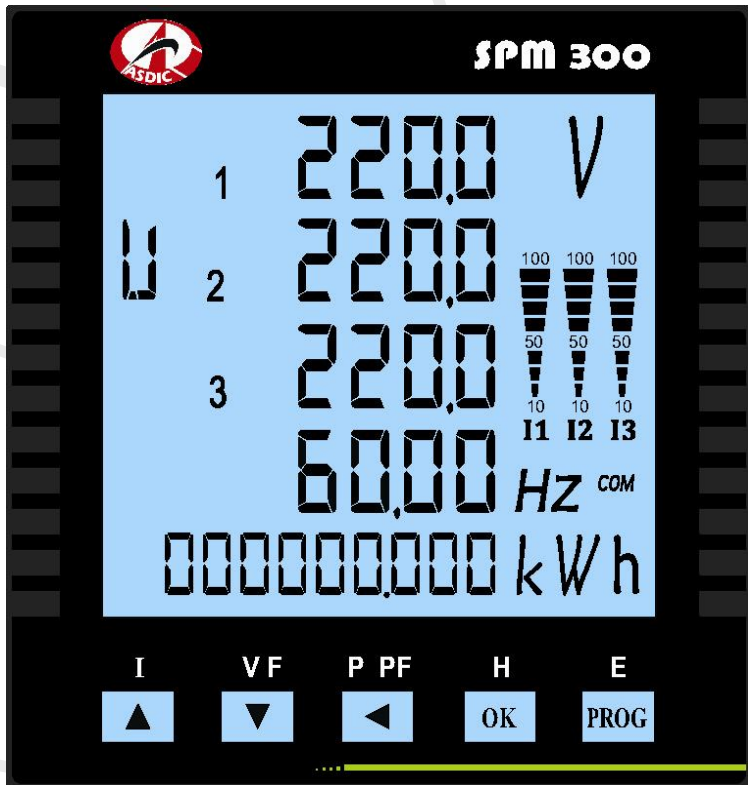 ASDIC
SPM 300
1 220.0 V
U
2 220.0
100 100 100
50 50 50
3 220.0
10 10 10
I1 I2 I3
60.00 Hz COM
000000.000 kWh
I V F P PF H E
▲ ▼ ◀ OK PROG